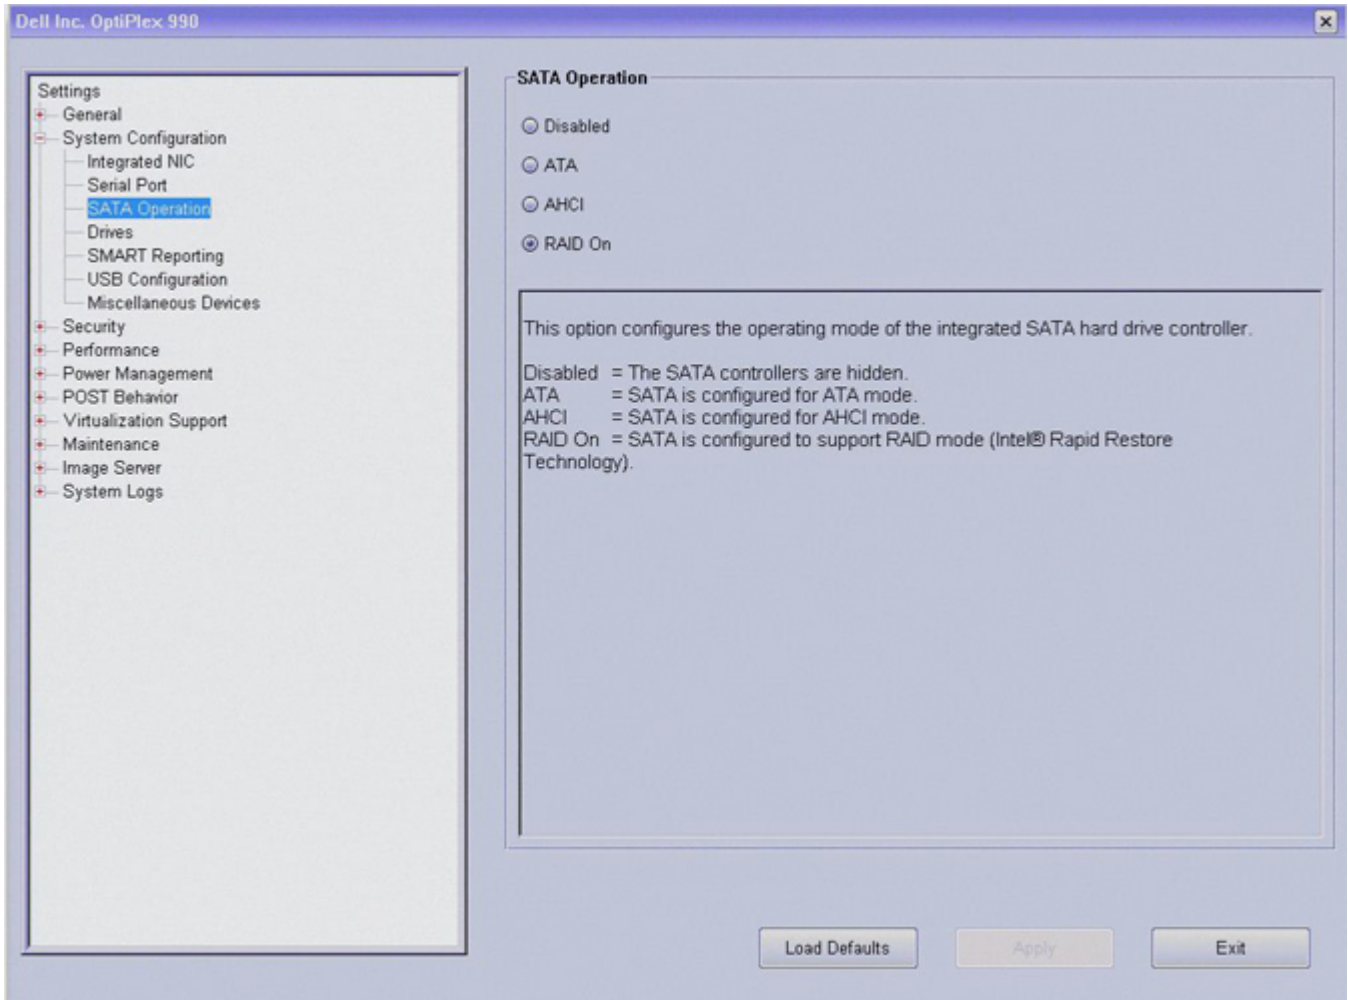 Dell Inc. OptiPlex 990
Settings
General
System Configuration
Integrated NIC
Serial Port
SATA Operation
Drives
SMART Reporting
USB Configuration
Miscellaneous Devices
Security
Performance
Power Management
POST Behavior
Virtualization Support
Maintenance
Image Server
System Logs
SATA Operation
Disabled
ATA
AHCI
RAID On
This option configures the operating mode of the integrated SATA hard drive controller.
Disabled = The SATA controllers are hidden.
ATA = SATA is configured for ATA mode.
AHCI = SATA is configured for AHCI mode.
RAID On = SATA is configured to support RAID mode (Intel® Rapid Restore
Technology).
Load Defaults
Apply
Exit